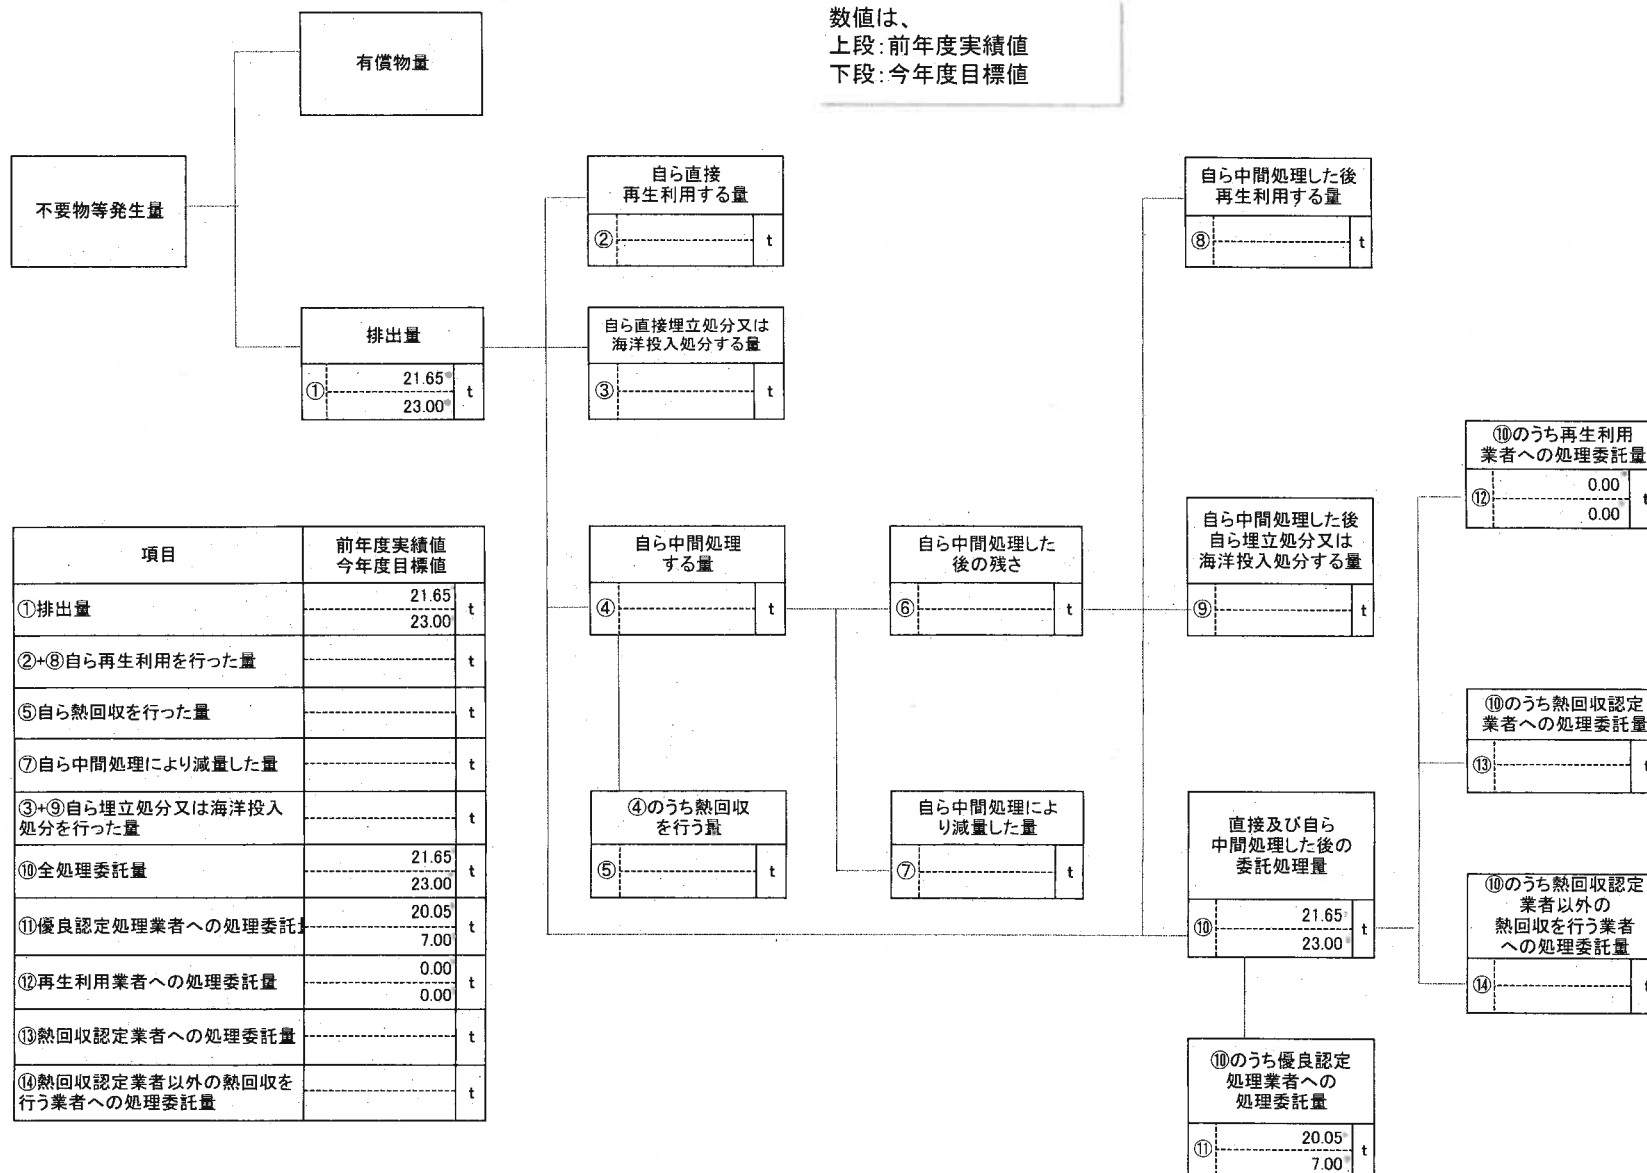 数値は、
上段:前年度実績値
下段:今年度目標値
有償物量
不要物等発生量
排出量
①
21.65
23.00
t
自ら直接
再生利用する量
②
t
自ら直接埋立処分又は
海洋投入処分する量
③
t
自ら中間処理
する量
④
t
④のうち熱回収
を行う量
⑤
t
自ら中間処理した
後の残さ
⑥
t
自ら中間処理によ
り減量した量
⑦
t
自ら中間処理した後
再生利用する量
⑧
t
自ら中間処理した後
自ら埋立処分又は
海洋投入処分する量
⑨
t
直接及び自ら
中間処理した後の
委託処理量
⑩
21.65
23.00
t
⑩のうち優良認定
処理業者への
処理委託量
⑪
20.05
7.00
t
⑩のうち再生利用
業者への処理委託量
⑫
0.00
0.00
t
⑩のうち熱回収認定
業者への処理委託量
⑬
t
⑩のうち熱回収認定
業者以外の
熱回収を行う業者
への処理委託量
⑭
t
項目
前年度実績値
今年度目標値
①排出量
21.65
23.00
t
②+⑧自ら再生利用を行った量
t
⑤自ら熱回収を行った量
t
⑦自ら中間処理により減量した量
t
③+⑨自ら埋立処分又は海洋投入
処分を行った量
t
⑩全処理委託量
21.65
23.00
t
⑪優良認定処理業者への処理委託
20.05
7.00
t
⑫再生利用業者への処理委託量
0.00
0.00
t
⑬熱回収認定業者への処理委託量
t
⑭熱回収認定業者以外の熱回収を
行う業者への処理委託量
t